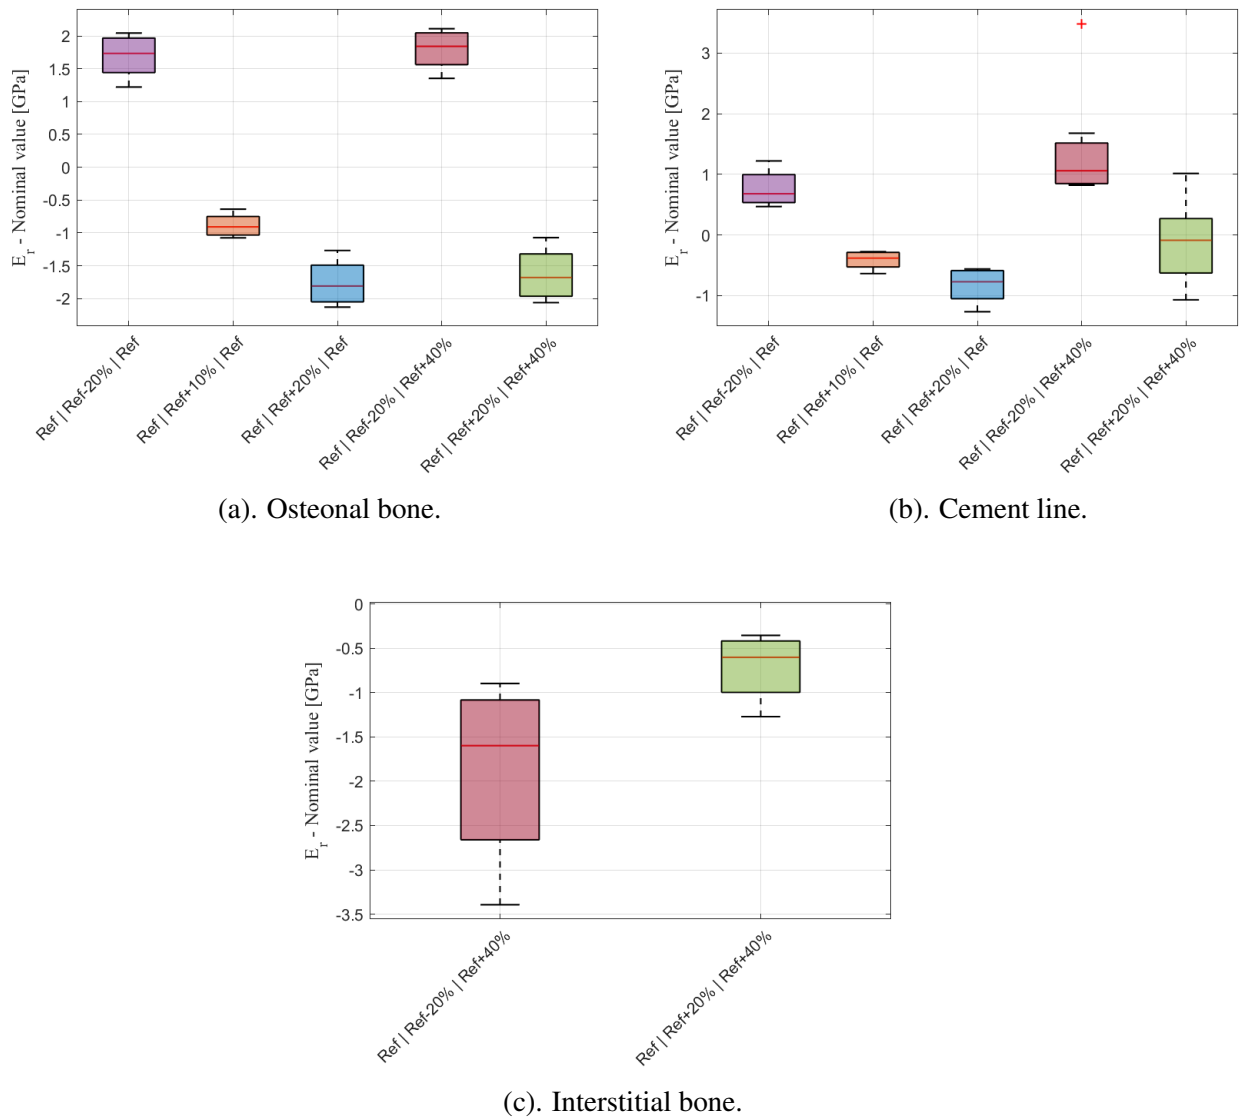 E_r - Nominal value [GPa]
2
1.5
1
0.5
0
-0.5
-1
-1.5
-2
Ref | Ref-20% | Ref
Ref | Ref+10% | Ref
Ref | Ref+20% | Ref
Ref | Ref-20% | Ref+40%
Ref | Ref+20% | Ref+40%
(a). Osteonal bone.
E_r - Nominal value [GPa]
3
2
1
0
-1
Ref | Ref-20% | Ref
Ref | Ref+10% | Ref
Ref | Ref+20% | Ref
Ref | Ref-20% | Ref+40%
Ref | Ref+20% | Ref+40%
(b). Cement line.
E_r - Nominal value [GPa]
0
-0.5
-1
-1.5
-2
-2.5
-3
-3.5
Ref | Ref-20% | Ref+40%
Ref | Ref+20% | Ref+40%
(c). Interstitial bone.